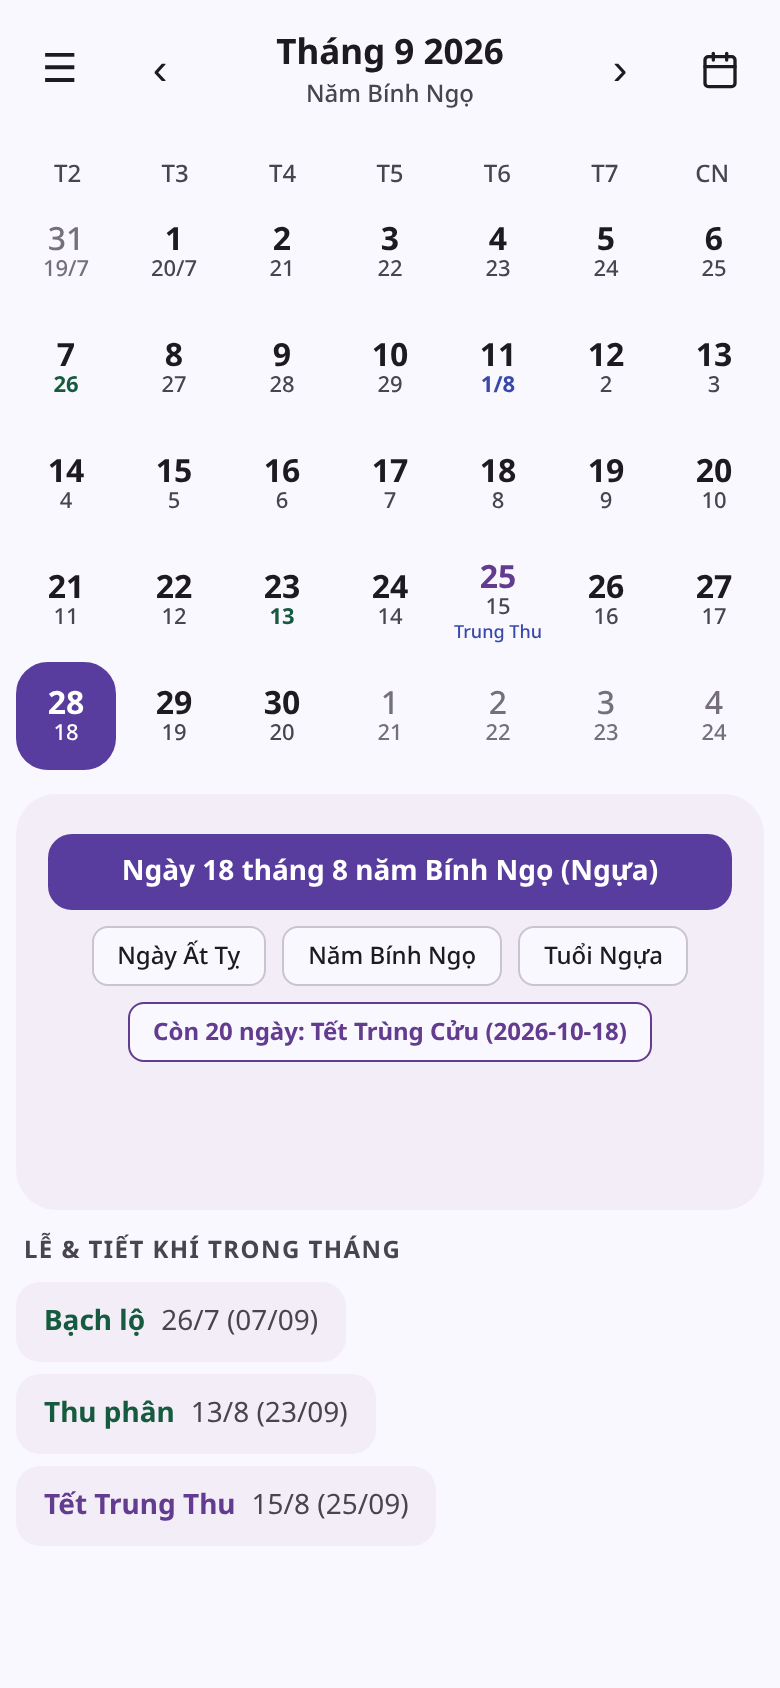 ☰ ‹ Tháng 9 2026 ›
Năm Bính Ngọ
T2 T3 T4 T5 T6 T7 CN
31 1 2 3 4 5 6
19/7 20/7 21 22 23 24 25
7 8 9 10 11 12 13
26 27 28 29 1/8 2 3
14 15 16 17 18 19 20
4 5 6 7 8 9 10
21 22 23 24 25 26 27
11 12 13 14 15 16 17
Trung Thu
28 29 30 1 2 3 4
18 19 20 21 22 23 24
Ngày 18 tháng 8 năm Bính Ngọ (Ngựa)
Ngày Ất Tỵ Năm Bính Ngọ Tuổi Ngựa
Còn 20 ngày: Tết Trùng Cửu (2026-10-18)
LỄ & TIẾT KHÍ TRONG THÁNG
Bạch lộ 26/7 (07/09)
Thu phân 13/8 (23/09)
Tết Trung Thu 15/8 (25/09)